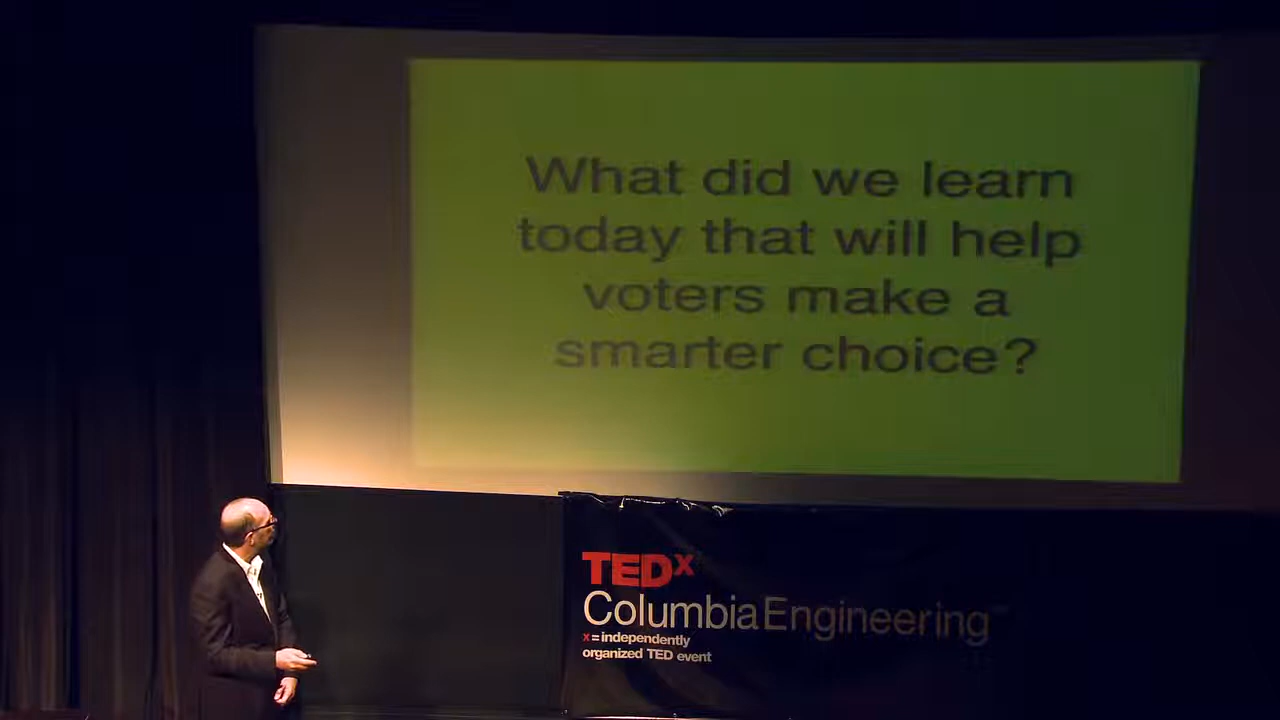 What did we learn
today that will help
voters make a
smarter choice?
TEDx
ColumbiaEngineering
x = independently
organized TED event